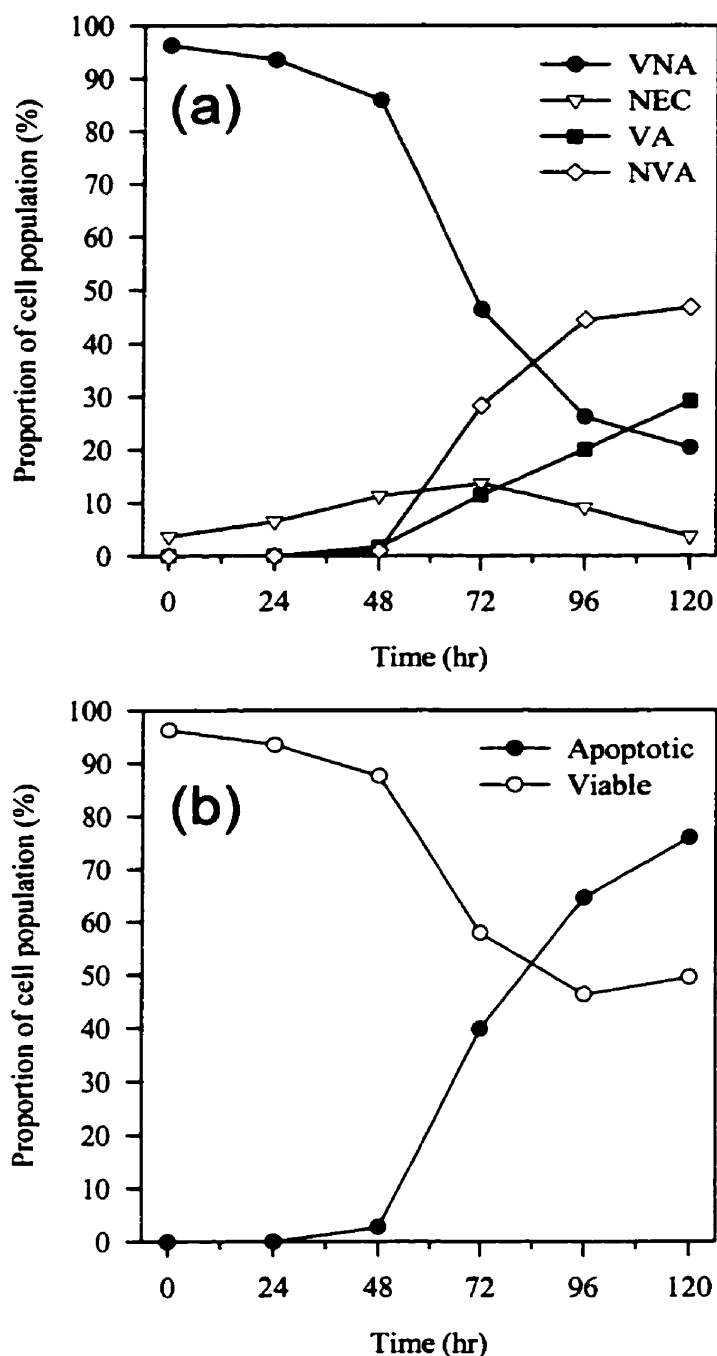 100
90
80
70
60
50
40
30
20
10
0
Proportion of cell population (%)
(a)
VNA
NEC
VA
NVA
0 24 48 72 96 120
Time (hr)
100
90
80
70
60
50
40
30
20
10
0
Proportion of cell population (%)
(b)
Apoptotic
Viable
0 24 48 72 96 120
Time (hr)